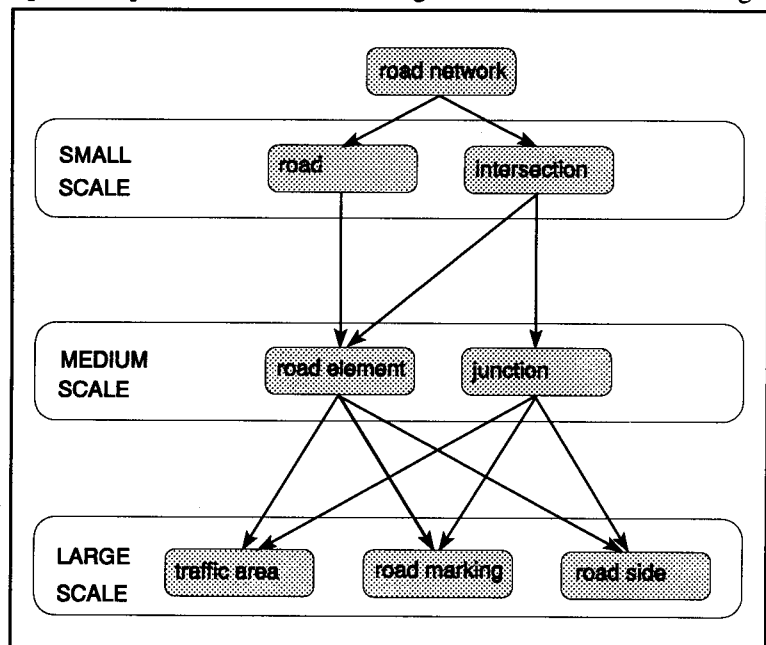 road network
SMALL
SCALE
road
intersection
MEDIUM
SCALE
road element
junction
LARGE
SCALE
traffic area
road marking
road side